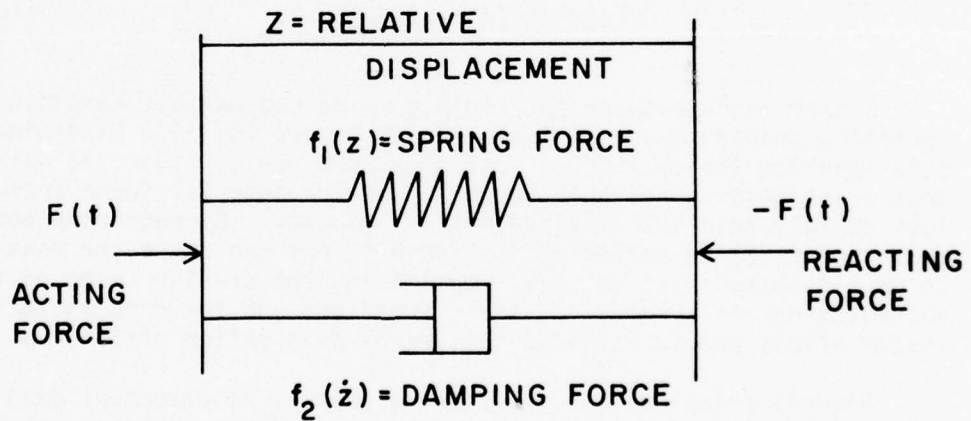 Z = RELATIVE
DISPLACEMENT
f₁(z) = SPRING FORCE
F(t)
-F(t)
ACTING
FORCE
REACTING
FORCE
f₂(ż) = DAMPING FORCE